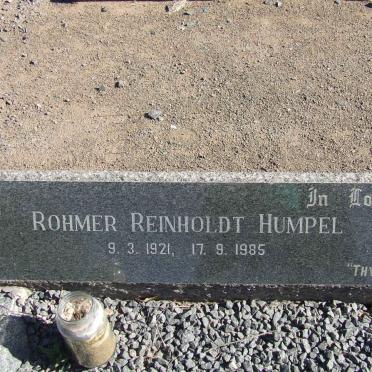 In Lo
ROHMER REINHOLDT HUMPEL
9. 3. 1921, 17. 9. 1985
"THY